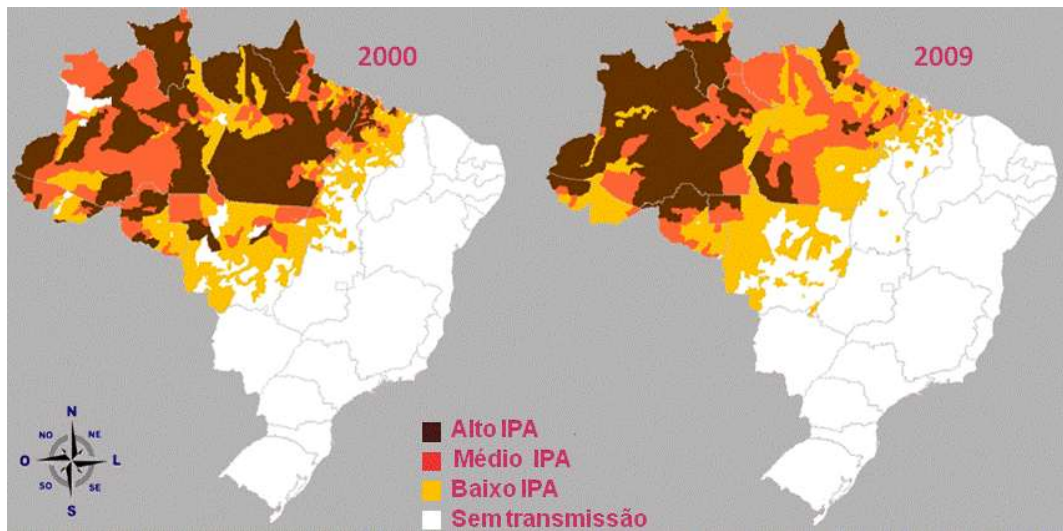 2000
2009
N
NO
NE
O
L
SO
SE
S
Alto IPA
Médio IPA
Baixo IPA
Sem transmissão